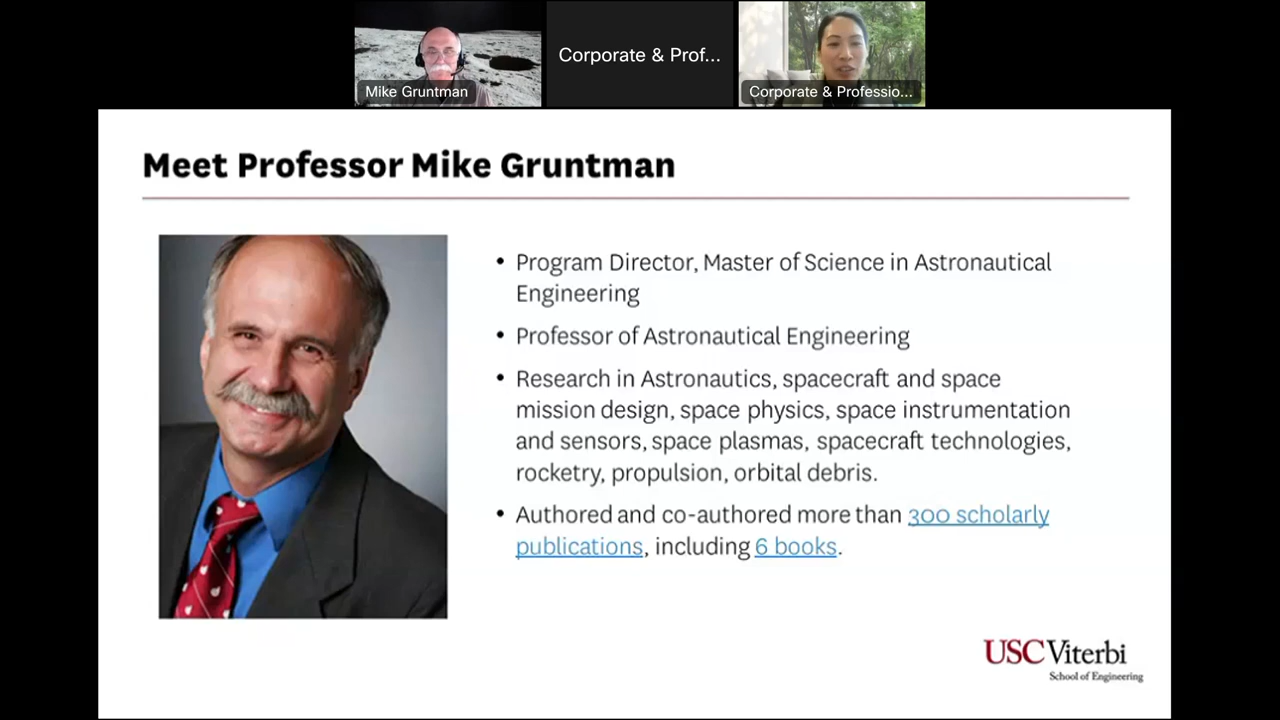 Mike Gruntman
Corporate & Prof...
Corporate & Professio...
Meet Professor Mike Gruntman
• Program Director, Master of Science in Astronautical
Engineering
• Professor of Astronautical Engineering
• Research in Astronautics, spacecraft and space
mission design, space physics, space instrumentation
and sensors, space plasmas, spacecraft technologies,
rocketry, propulsion, orbital debris.
• Authored and co-authored more than 300 scholarly
publications, including 6 books.
USC Viterbi
School of Engineering